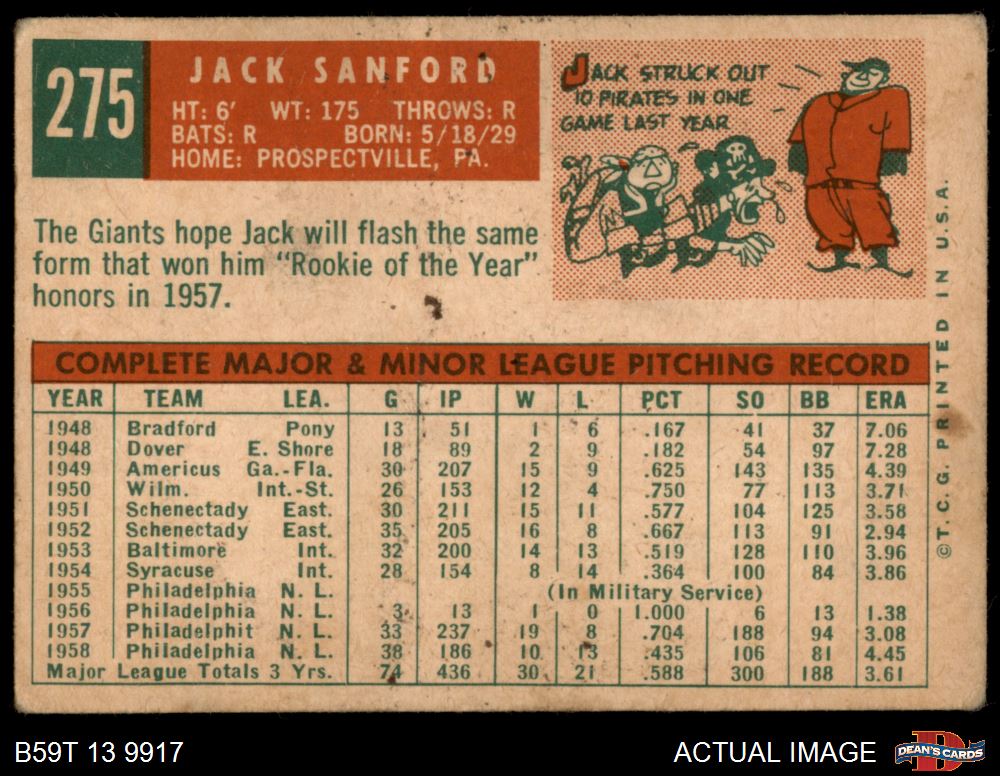 275
JACK SANFORD
HT: 6' WT: 175 THROWS: R
BATS: R BORN: 5/18/29
HOME: PROSPECTVILLE, PA.
JACK STRUCK OUT
10 PIRATES IN ONE
GAME LAST YEAR
The Giants hope Jack will flash the same
form that won him "Rookie of the Year"
honors in 1957.
COMPLETE MAJOR & MINOR LEAGUE PITCHING RECORD
YEAR TEAM LEA. G IP W L PCT SO BB ERA
1948 Bradford Pony 13 51 1 6 .167 41 37 7.06
1948 Dover E. Shore 18 89 2 9 .182 54 97 7.28
1949 Americus Ga.-Fla. 30 207 15 9 .625 143 135 4.39
1950 Wilm. Int.-St. 26 153 12 4 .750 77 113 3.71
1951 Schenectady East. 30 211 15 11 .577 104 125 3.58
1952 Schenectady East. 35 205 16 8 .667 113 91 2.94
1953 Baltimore Int. 32 200 14 13 .519 128 110 3.96
1954 Syracuse Int. 28 154 8 14 .364 100 84 3.86
1955 Philadelphia N. L. (In Military Service)
1956 Philadelphia N. L. 3 13 1 0 1.000 6 13 1.38
1957 Philadelphit N. L. 33 237 19 8 .704 188 94 3.08
1958 Philadelphia N. L. 38 186 10 13 .435 106 81 4.45
Major League Totals 3 Yrs. 74 436 30 21 .588 300 188 3.61
©T.C.G. PRINTED IN U.S.A.
B59T 13 9917
ACTUAL IMAGE
DEAN'S CARDS